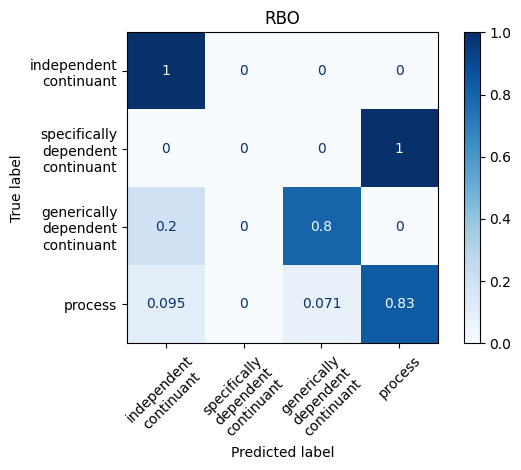 RBO
True label
independent
continuant
1
0
0
0
specifically
dependent
continuant
0
0
0
1
generically
dependent
continuant
0.2
0
0.8
0
process
0.095
0
0.071
0.83
independent
continuant
specifically
dependent
continuant
generically
dependent
continuant
process
Predicted label
1.0
0.8
0.6
0.4
0.2
0.0